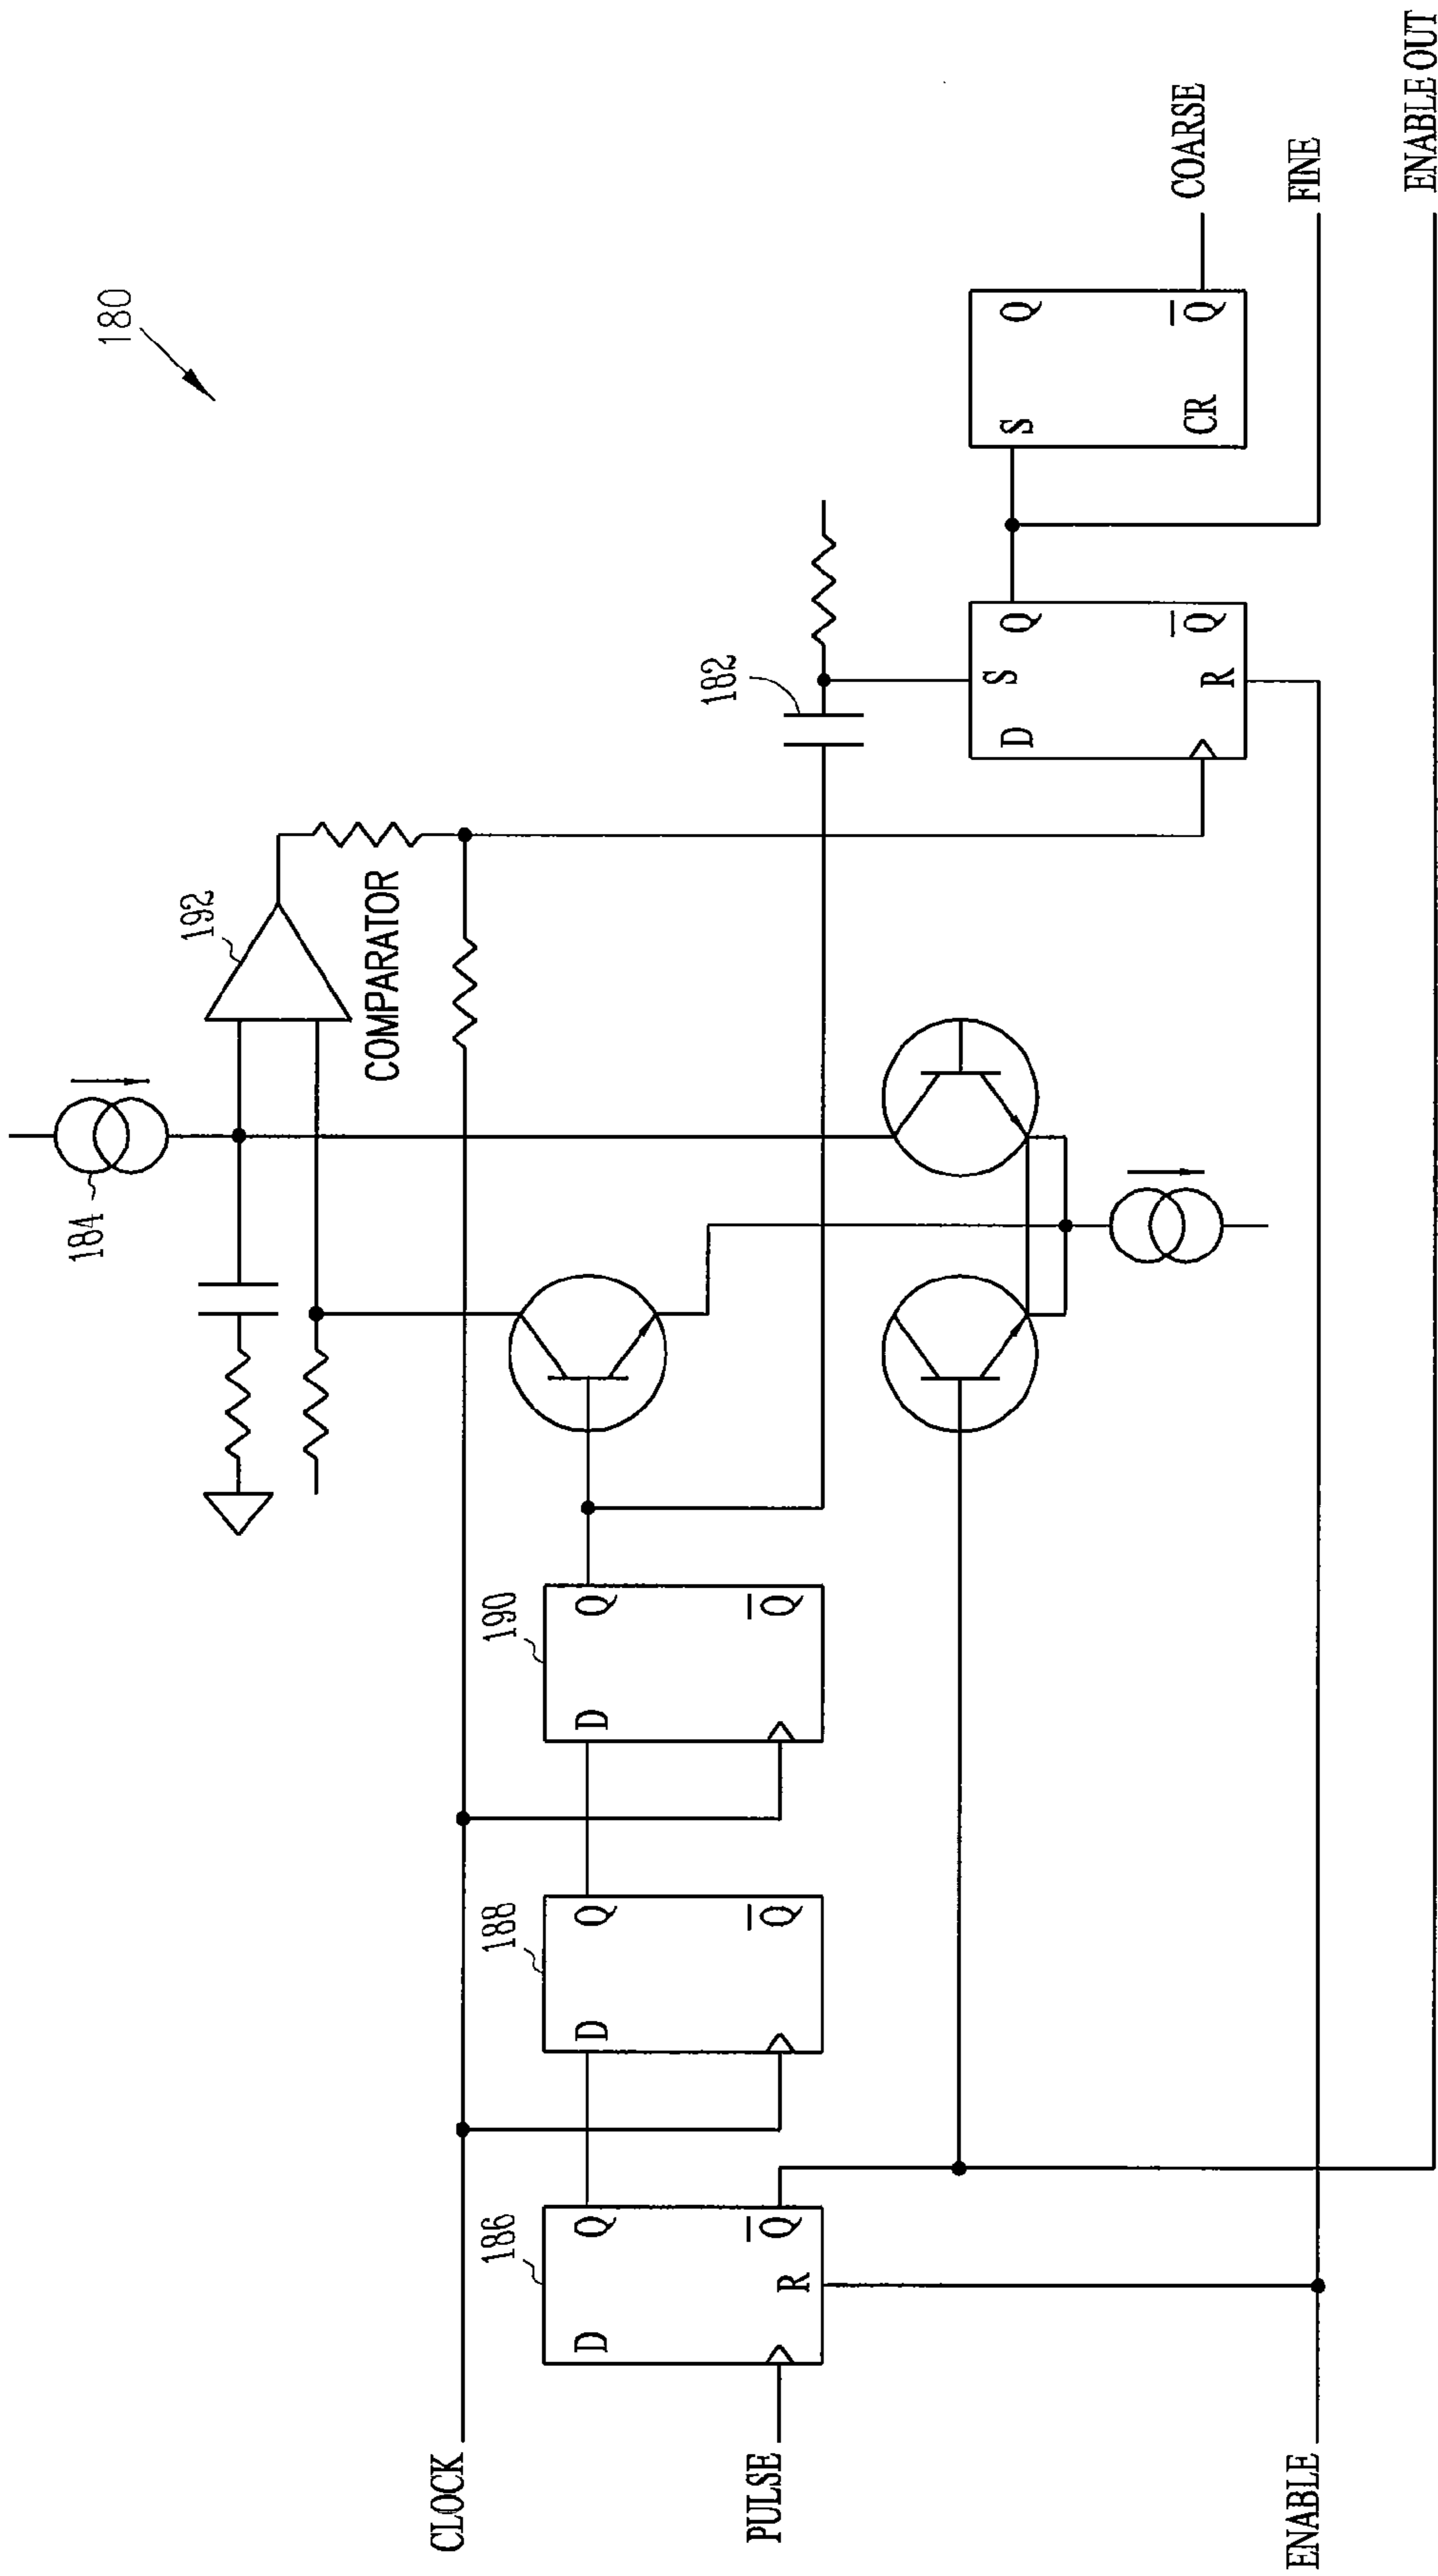 180
184
192
COMPARATOR
182
CLOCK
186
D
Q
Q
R
188
D
Q
Q
190
D
Q
Q
PULSE
D
S
Q
Q
R
S
Q
CR
Q
COARSE
FINE
ENABLE
ENABLE OUT